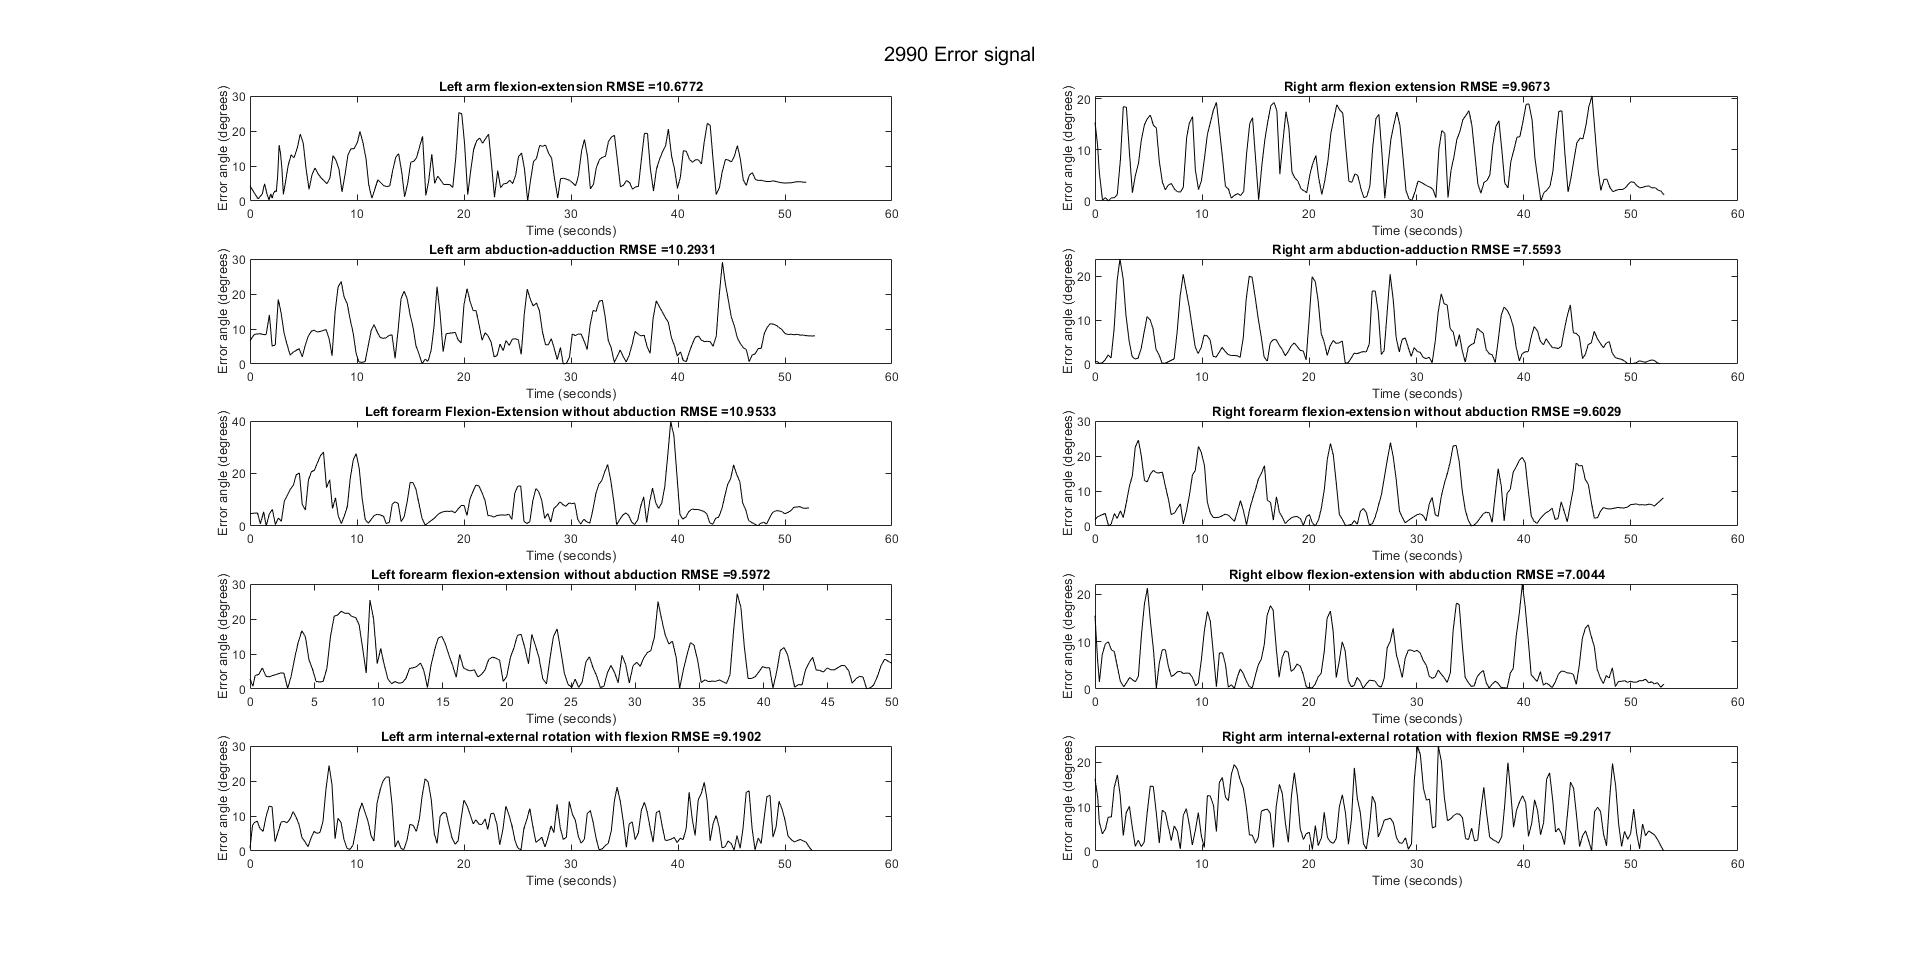 2990 Error signal
Left arm flexion-extension RMSE =10.6772
Error angle (degrees)
30
20
10
0
0 10 20 30 40 50 60
Time (seconds)
Right arm flexion extension RMSE =9.9673
Error angle (degrees)
20
10
0
0 10 20 30 40 50 60
Time (seconds)
Left arm abduction-adduction RMSE =10.2931
Error angle (degrees)
30
20
10
0
0 10 20 30 40 50 60
Time (seconds)
Right arm abduction-adduction RMSE =7.5593
Error angle (degrees)
20
10
0
0 10 20 30 40 50 60
Time (seconds)
Left forearm Flexion-Extension without abduction RMSE =10.9533
Error angle (degrees)
40
20
0
0 10 20 30 40 50 60
Time (seconds)
Right forearm flexion-extension without abduction RMSE =9.6029
Error angle (degrees)
30
20
10
0
0 10 20 30 40 50 60
Time (seconds)
Left forearm flexion-extension without abduction RMSE =9.5972
Error angle (degrees)
30
20
10
0
0 5 10 15 20 25 30 35 40 45 50
Time (seconds)
Right elbow flexion-extension with abduction RMSE =7.0044
Error angle (degrees)
20
10
0
0 10 20 30 40 50 60
Time (seconds)
Left arm internal-external rotation with flexion RMSE =9.1902
Error angle (degrees)
30
20
10
0
0 10 20 30 40 50 60
Time (seconds)
Right arm internal-external rotation with flexion RMSE =9.2917
Error angle (degrees)
20
10
0
0 10 20 30 40 50 60
Time (seconds)